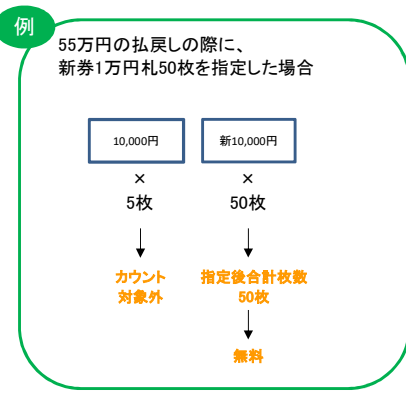 例
55万円の払戻しの際に、
新券1万円札50枚を指定した場合
10,000円
新10,000円
×
×
5枚
50枚
カウント
対象外
指定後合計枚数
50枚
無料